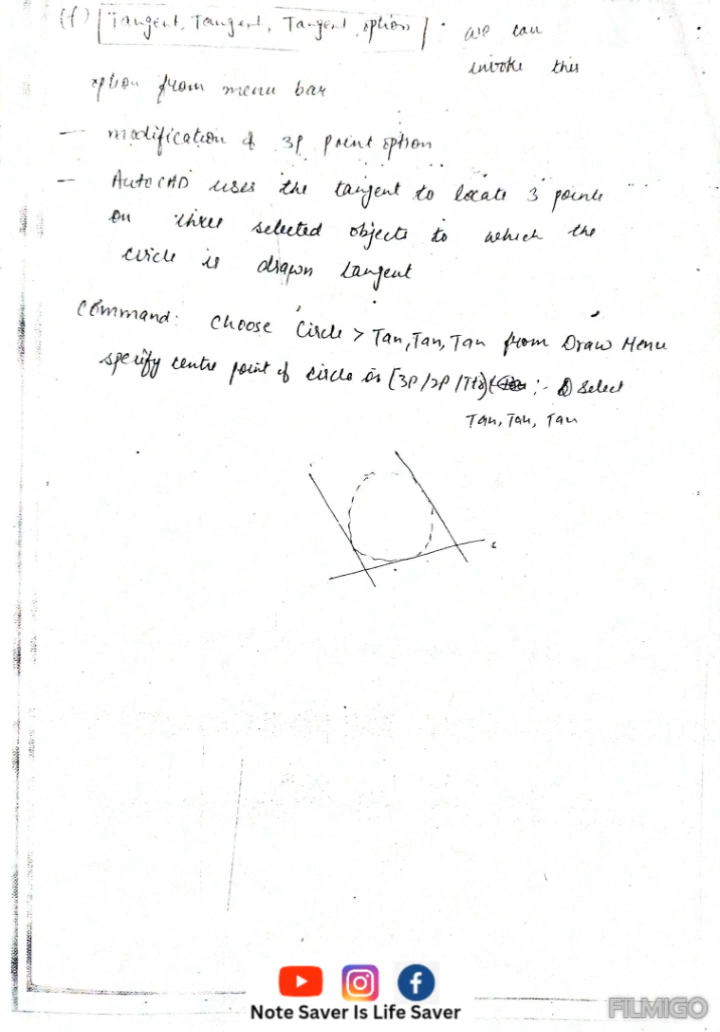 (f) Tangent, Tangent, Tangent option : we can
invoke this
option from menu bar
— modification of 3P point option
— AutoCAD uses the tangent to locate 3 points
on three selected objects to which the
circle is drawn tangent
Command: Choose Circle > Tan, Tan, Tan from Draw Menu
specify centre point of circle or [3P/2P/Ttr] :- Select
Tan, Tan, Tan
Note Saver Is Life Saver
FILMIGO